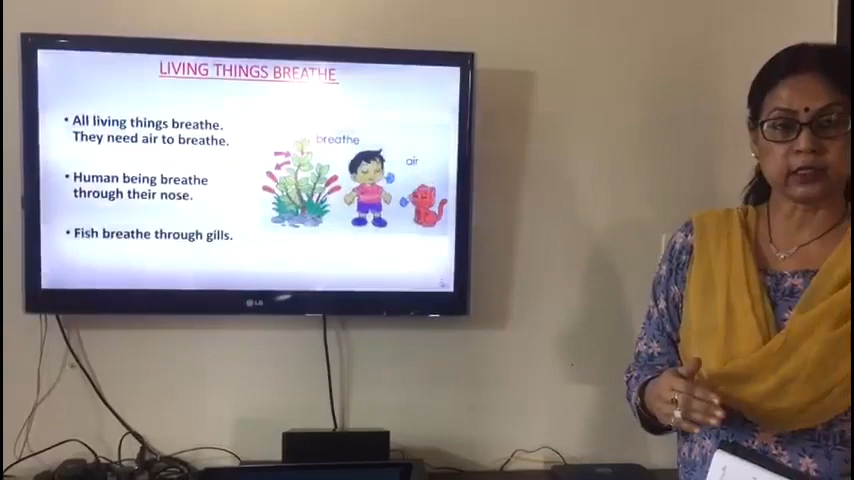 LIVING THINGS BREATHE
• All living things breathe.
They need air to breathe.
• Human being breathe
through their nose.
• Fish breathe through gills.
breathe
air
LG